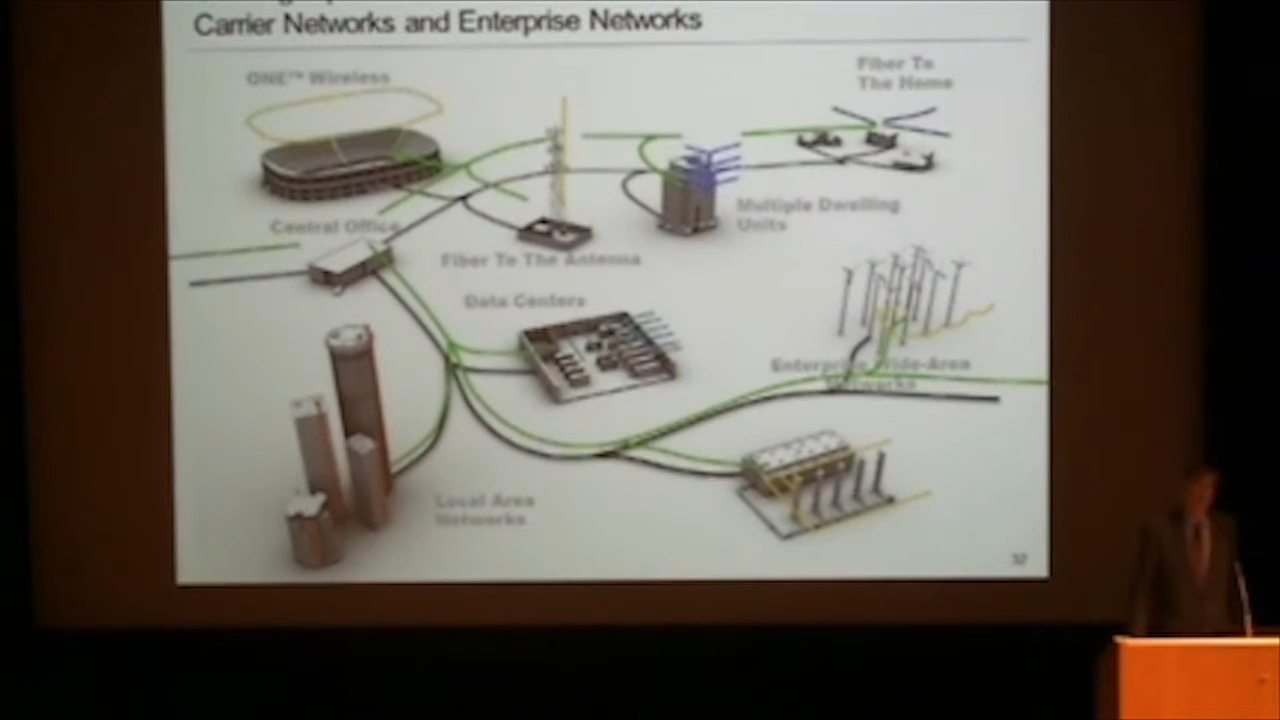 Carrier Networks and Enterprise Networks
ONE™ Wireless
Fiber To
The Home
Multiple Dwelling
Units
Central Office
Fiber To The Antenna
Data Centers
Enterprise Wide-Area
Networks
Local Area
Networks
32